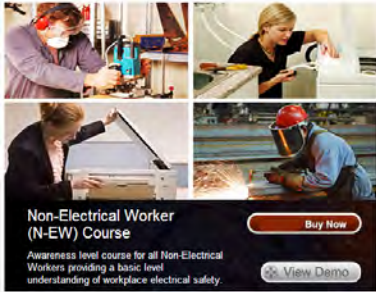 Non-Electrical Worker
(N-EW) Course
Buy Now
Awareness level course for all Non-Electrical
Workers providing a basic level
understanding of workplace electrical safety.
View Demo